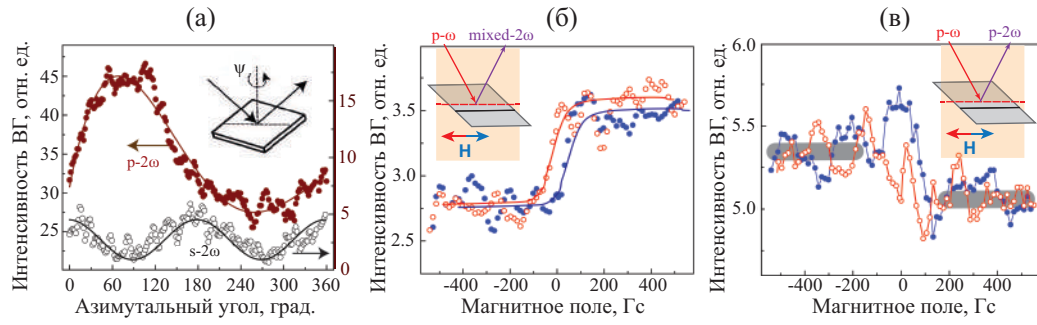 (а)
(б)
(в)
Интенсивность ВГ, отн. ед.
45
40
35
30
25
15
10
5
0
ψ
p-2ω
s-2ω
0
60
120
180
240
300
360
Азимутальный угол, град.
Интенсивность ВГ, отн. ед.
3.5
3.0
2.5
p-ω
mixed-2ω
H
-400
-200
0
200
400
Магнитное поле, Гс
Интенсивность ВГ, отн. ед.
6.0
5.5
5.0
p-ω
p-2ω
H
-400
-200
0
200
400
Магнитное поле, Гс